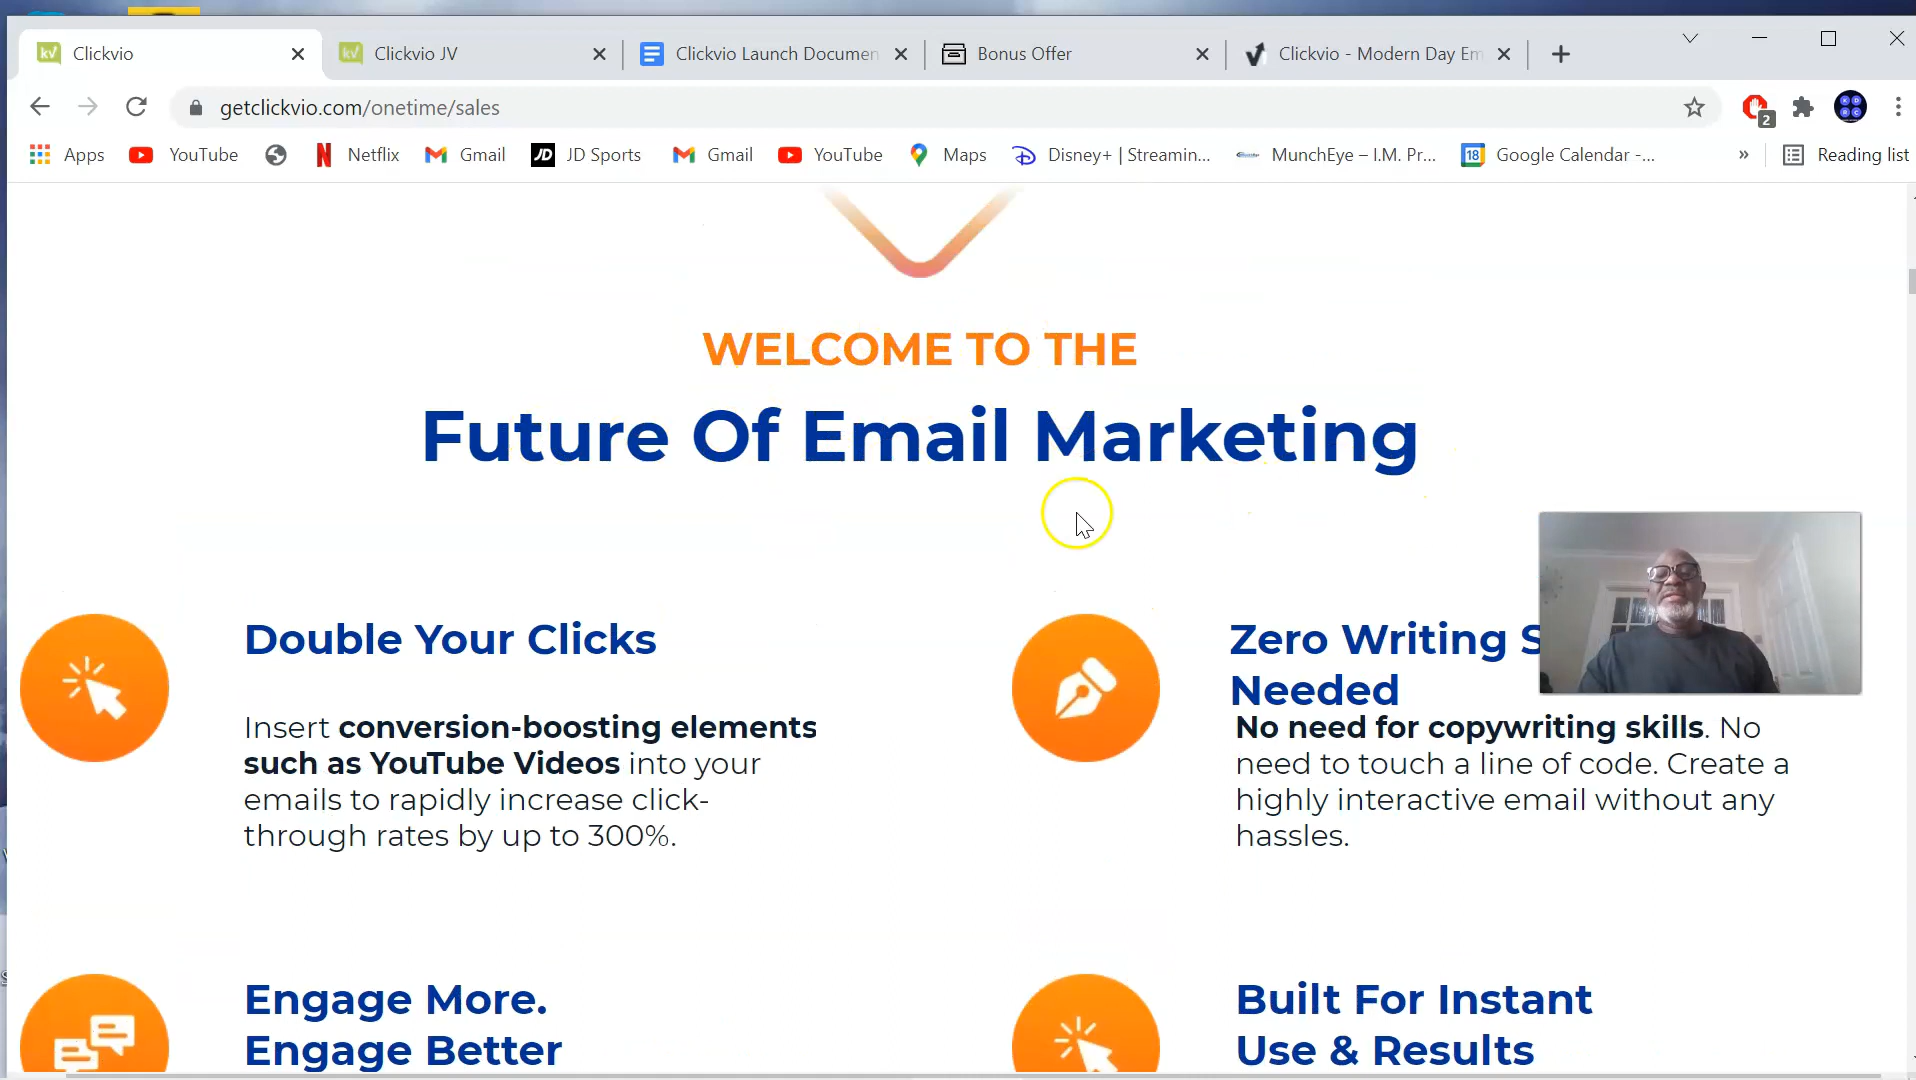 Clickvio
Clickvio JV
Clickvio Launch Documen
Bonus Offer
Clickvio - Modern Day Em
getclickvio.com/onetime/sales
2
Apps
YouTube
Netflix
Gmail
JD
JD Sports
Gmail
YouTube
Maps
Disney+ | Streamin...
MunchEye – I.M. Pr...
18
Google Calendar -...
»
Reading list
WELCOME TO THE
Future Of Email Marketing
Double Your Clicks
Insert conversion-boosting elements
such as YouTube Videos into your
emails to rapidly increase click-
through rates by up to 300%.
Zero Writing S
Needed
No need for copywriting skills. No
need to touch a line of code. Create a
highly interactive email without any
hassles.
Engage More.
Engage Better
Built For Instant
Use & Results